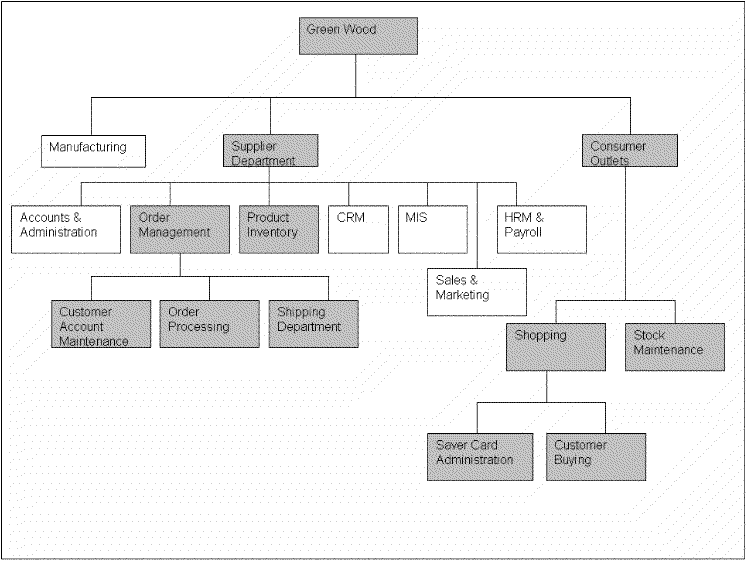 Green Wood
Manufacturing
Supplier
Department
Consumer
Outlets
Accounts &
Administration
Order
Management
Product
Inventory
CRM
MIS
HRM &
Payroll
Sales &
Marketing
Customer
Account
Maintenance
Order
Processing
Shipping
Department
Shopping
Stock
Maintenance
Saver Card
Administration
Customer
Buying